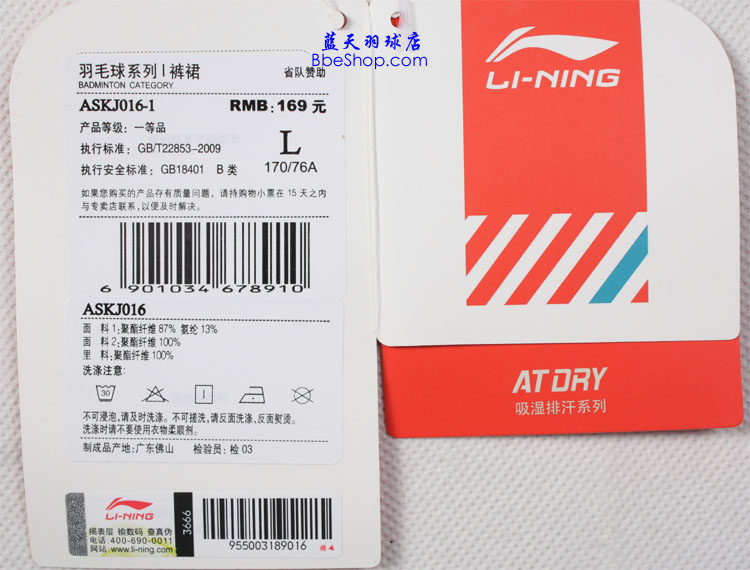 蓝天羽球店
BbeShop.com
羽毛球系列 | 裤裙
省队赞助
BADMINTON CATEGORY
ASKJ016-1
RMB: 169 元
产品等级: 一等品
执行标准: GB/T22853-2009
L
执行安全标准: GB18401 B 类
170/76A
如果您购买的产品存有质量问题, 请持购物小票在 15 天之内
与专卖店联系, 以便及时解决。
6 901034 678910
ASKJ016
面 料 1: 聚酯纤维 87% 氨纶 13%
面 料 2: 聚酯纤维 100%
里 料: 聚酯纤维 100%
洗涤注意:
30
不可浸泡, 请及时洗涤。不可搓洗, 请反面洗涤、反面熨烫。
洗涤时请不要使用衣物柔顺剂。
制成品产地: 广东佛山 检验员: 检 03
LI-NING
揭表层 输数码 查真伪
电话: 400-690-0011
网站: www.li-ning.com
3666
955003189016
LI-NING
AT DRY
吸湿排汗系列